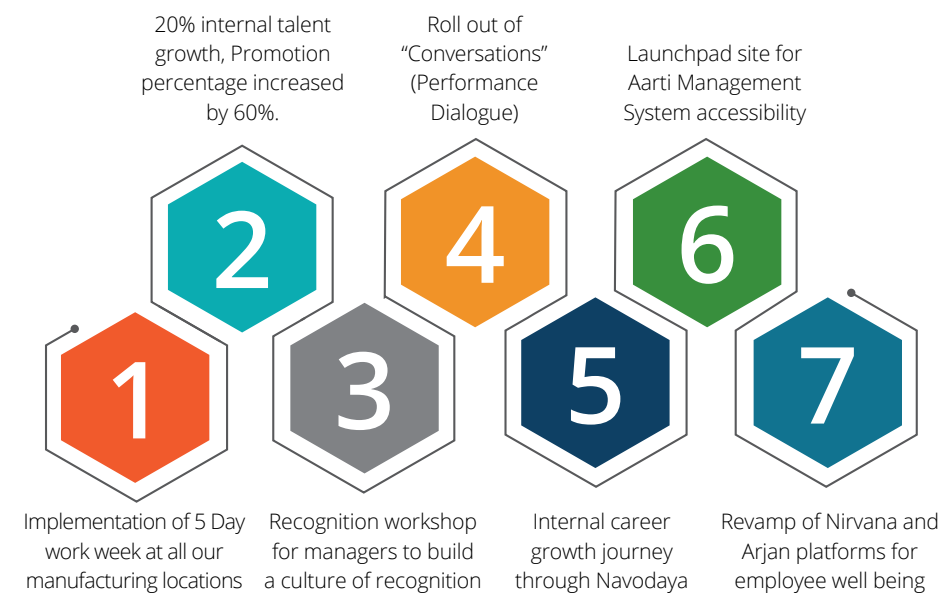 20% internal talent
growth, Promotion
percentage increased
by 60%.
Roll out of
“Conversations”
(Performance
Dialogue)
Launchpad site for
Aarti Management
System accessibility
2
4
6
1
3
5
7
Implementation of 5 Day
work week at all our
manufacturing locations
Recognition workshop
for managers to build
a culture of recognition
Internal career
growth journey
through Navodaya
Revamp of Nirvana and
Arjan platforms for
employee well being